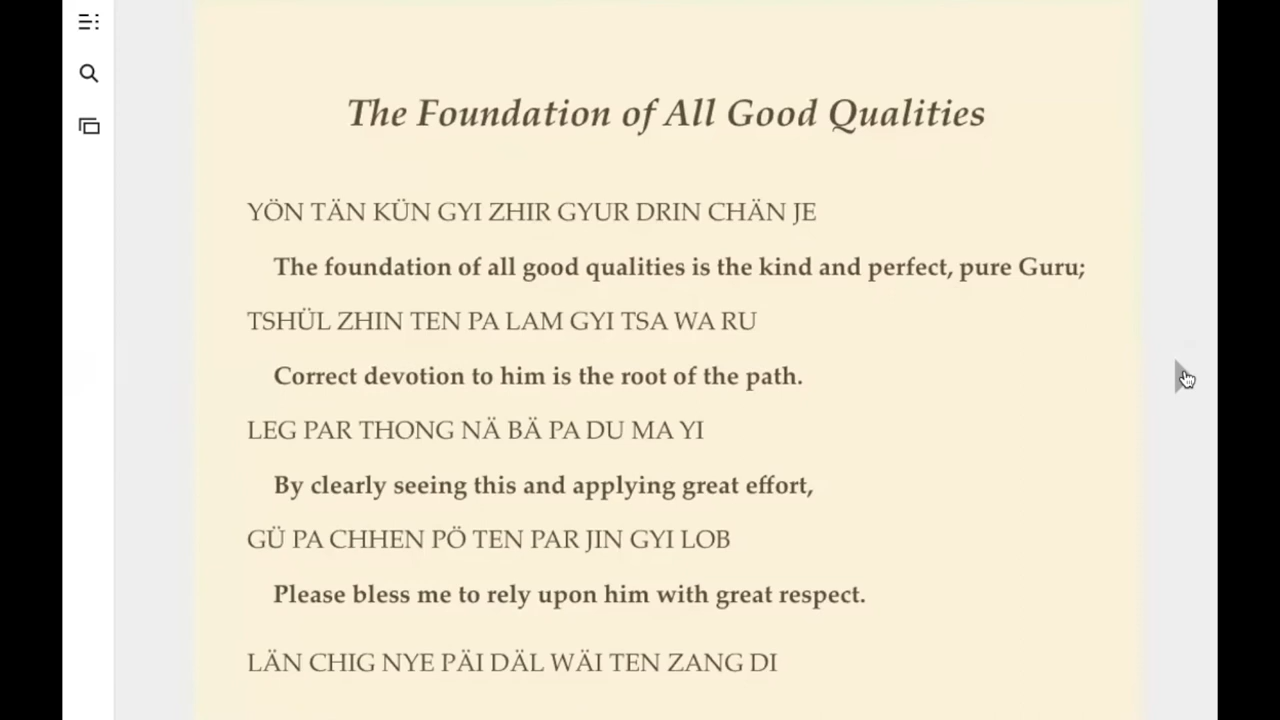 The Foundation of All Good Qualities
YÖN TÄN KÜN GYI ZHIR GYUR DRIN CHÄN JE
The foundation of all good qualities is the kind and perfect, pure Guru;
TSHÜL ZHIN TEN PA LAM GYI TSA WA RU
Correct devotion to him is the root of the path.
LEG PAR THONG NÄ BÄ PA DU MA YI
By clearly seeing this and applying great effort,
GÜ PA CHHEN PÖ TEN PAR JIN GYI LOB
Please bless me to rely upon him with great respect.
LÄN CHIG NYE PÄI DÄL WÄI TEN ZANG DI